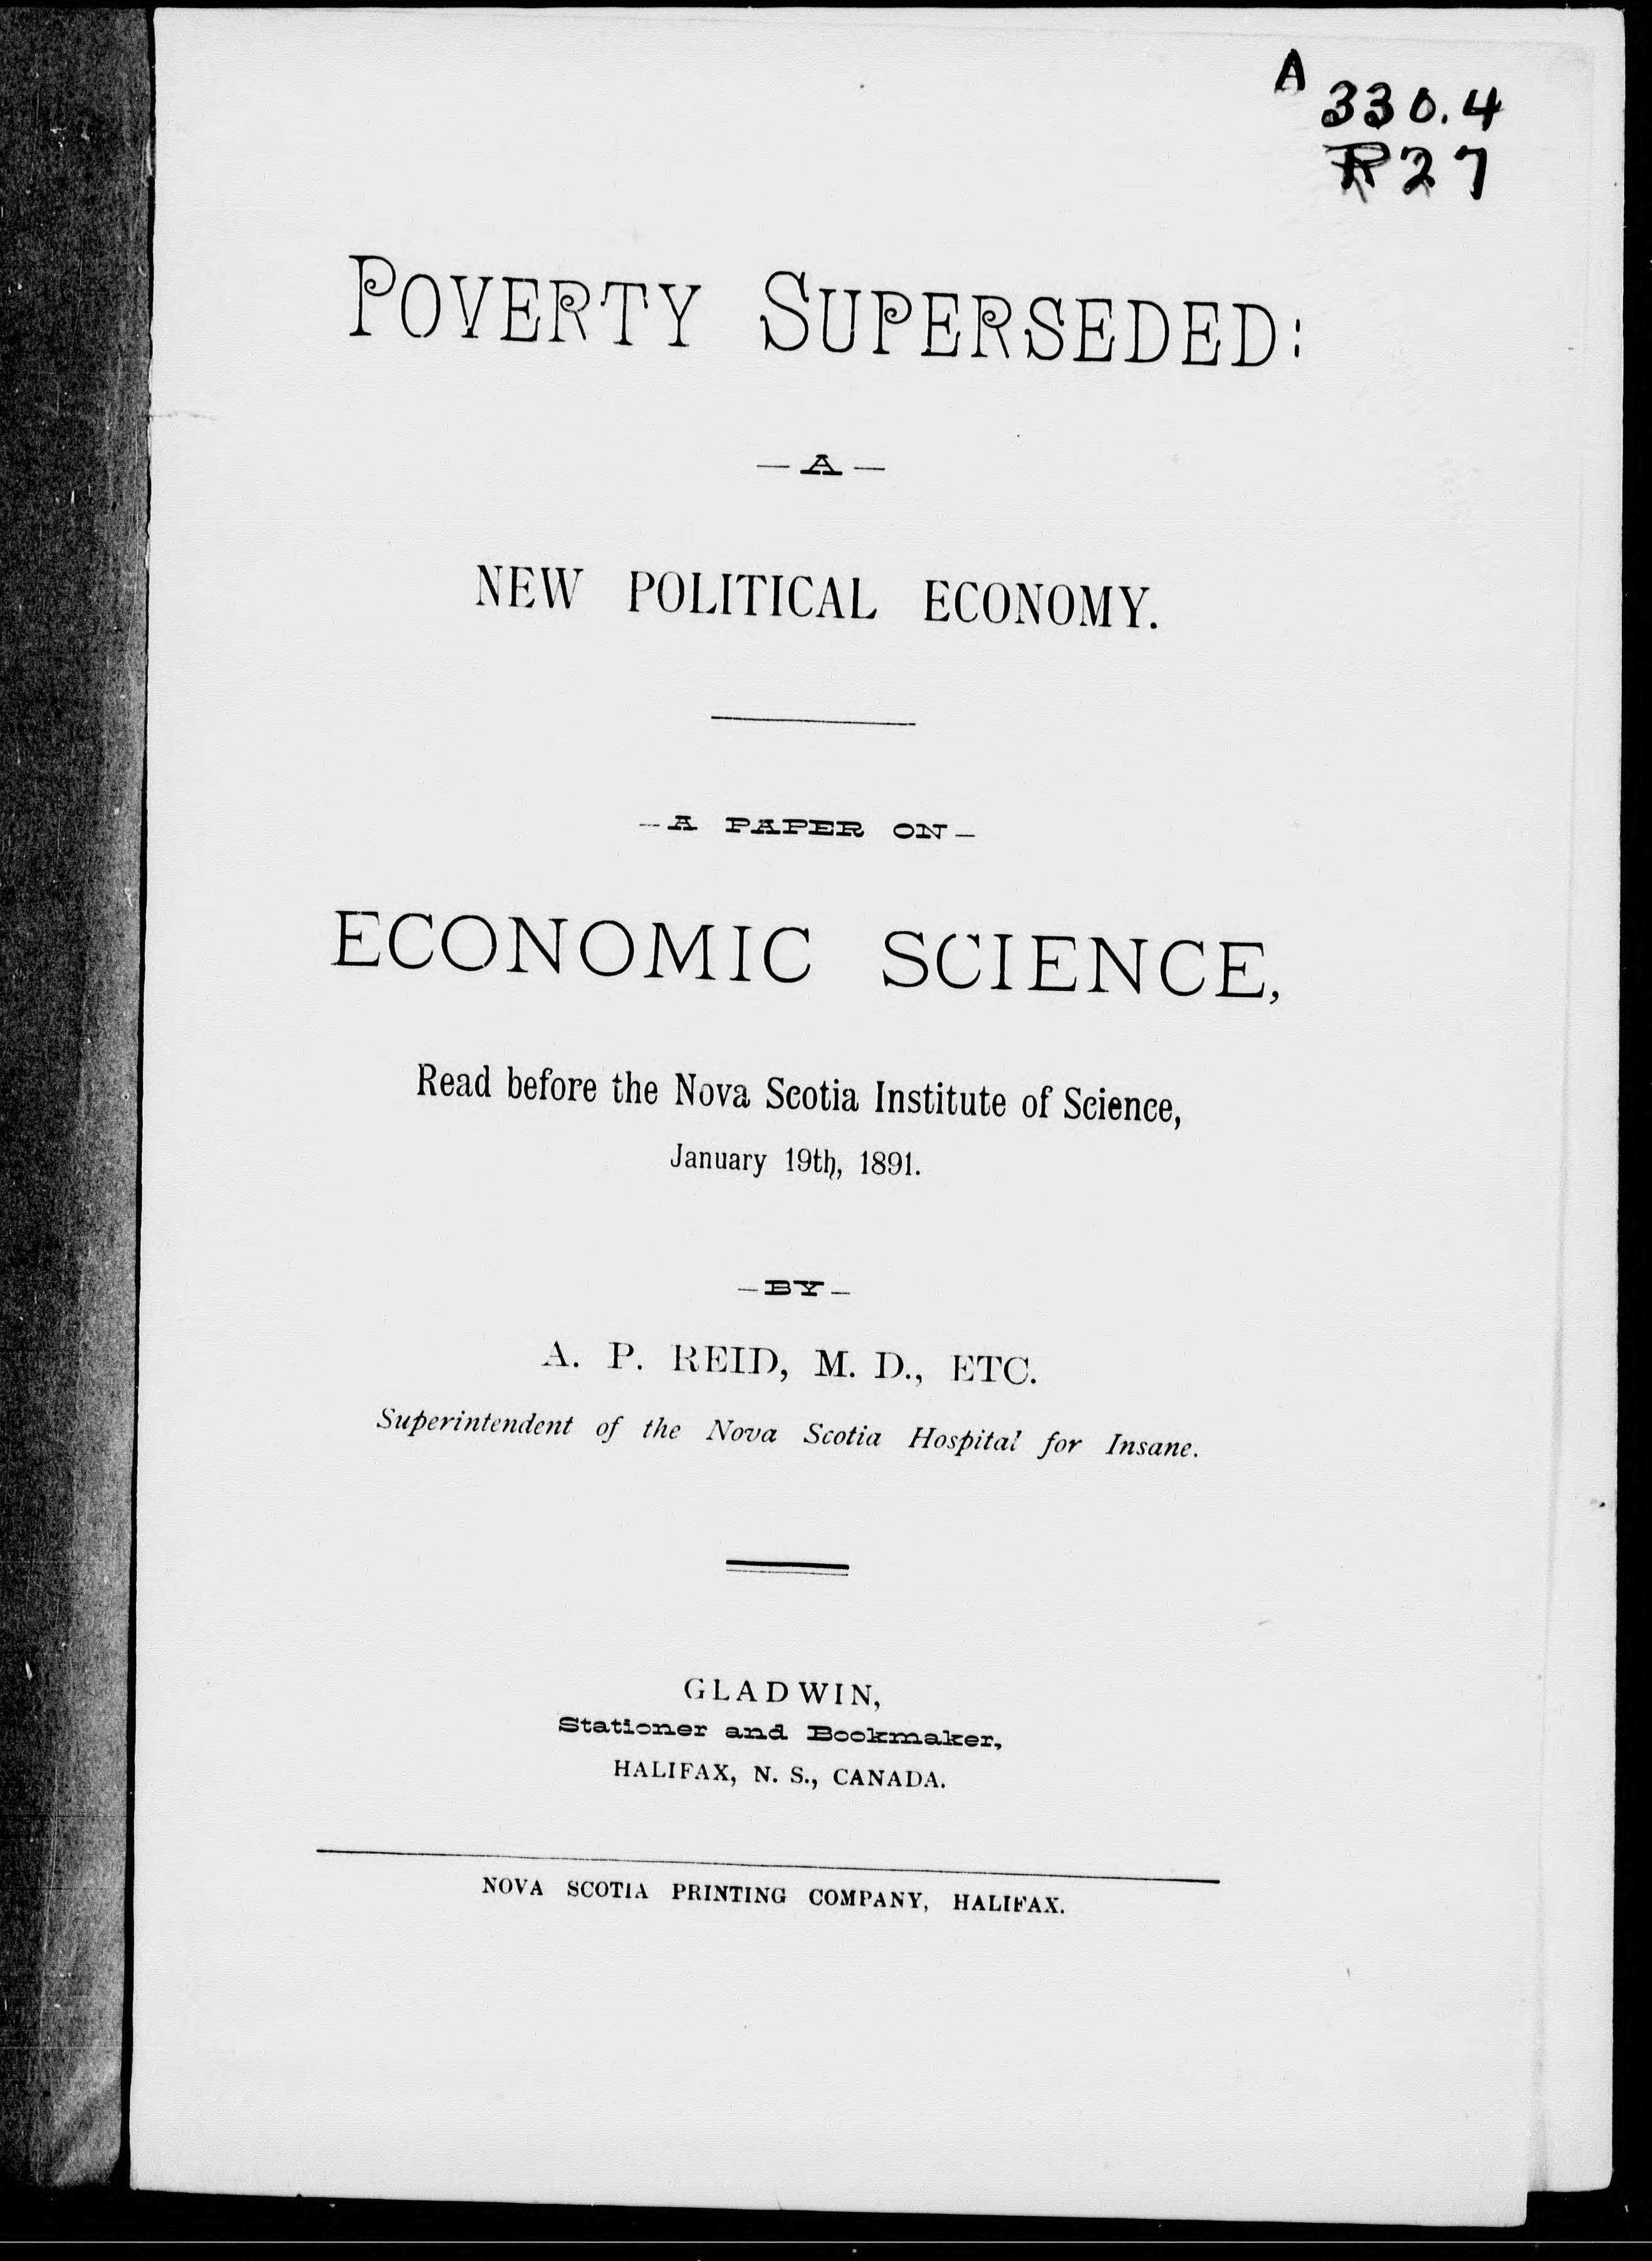 A
330.4
R27
POVERTY SUPERSEDED:
— A —
NEW POLITICAL ECONOMY.
— A PAPER ON —
ECONOMIC SCIENCE,
Read before the Nova Scotia Institute of Science,
January 19th, 1891.
— BY —
A. P. REID, M. D., ETC.
Superintendent of the Nova Scotia Hospital for Insane.
GLADWIN,
Stationer and Bookmaker,
HALIFAX, N. S., CANADA.
NOVA SCOTIA PRINTING COMPANY, HALIFAX.